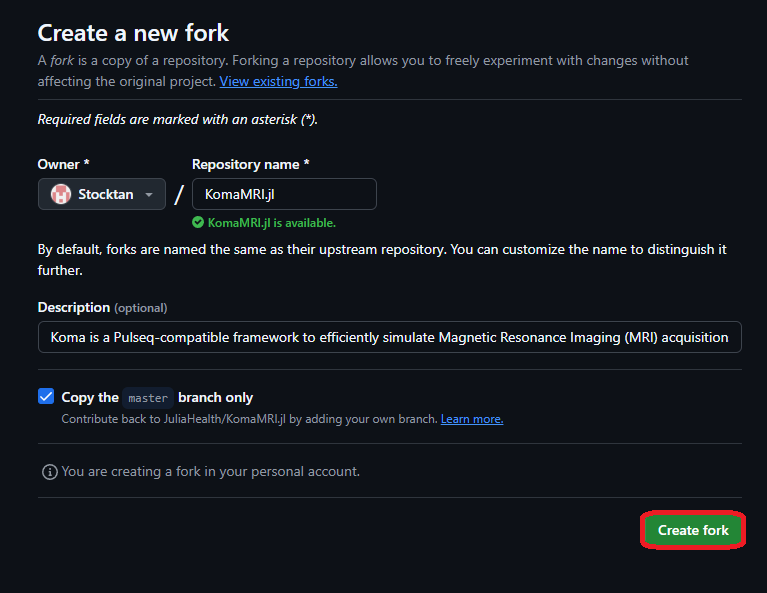 Create a new fork
A fork is a copy of a repository. Forking a repository allows you to freely experiment with changes without
affecting the original project. View existing forks.
Required fields are marked with an asterisk (*).
Owner * Repository name *
Stocktan / KomaMRI.jl
KomaMRI.jl is available.
By default, forks are named the same as their upstream repository. You can customize the name to distinguish it
further.
Description (optional)
Koma is a Pulseq-compatible framework to efficiently simulate Magnetic Resonance Imaging (MRI) acquisition
Copy the master branch only
Contribute back to JuliaHealth/KomaMRI.jl by adding your own branch. Learn more.
You are creating a fork in your personal account.
Create fork